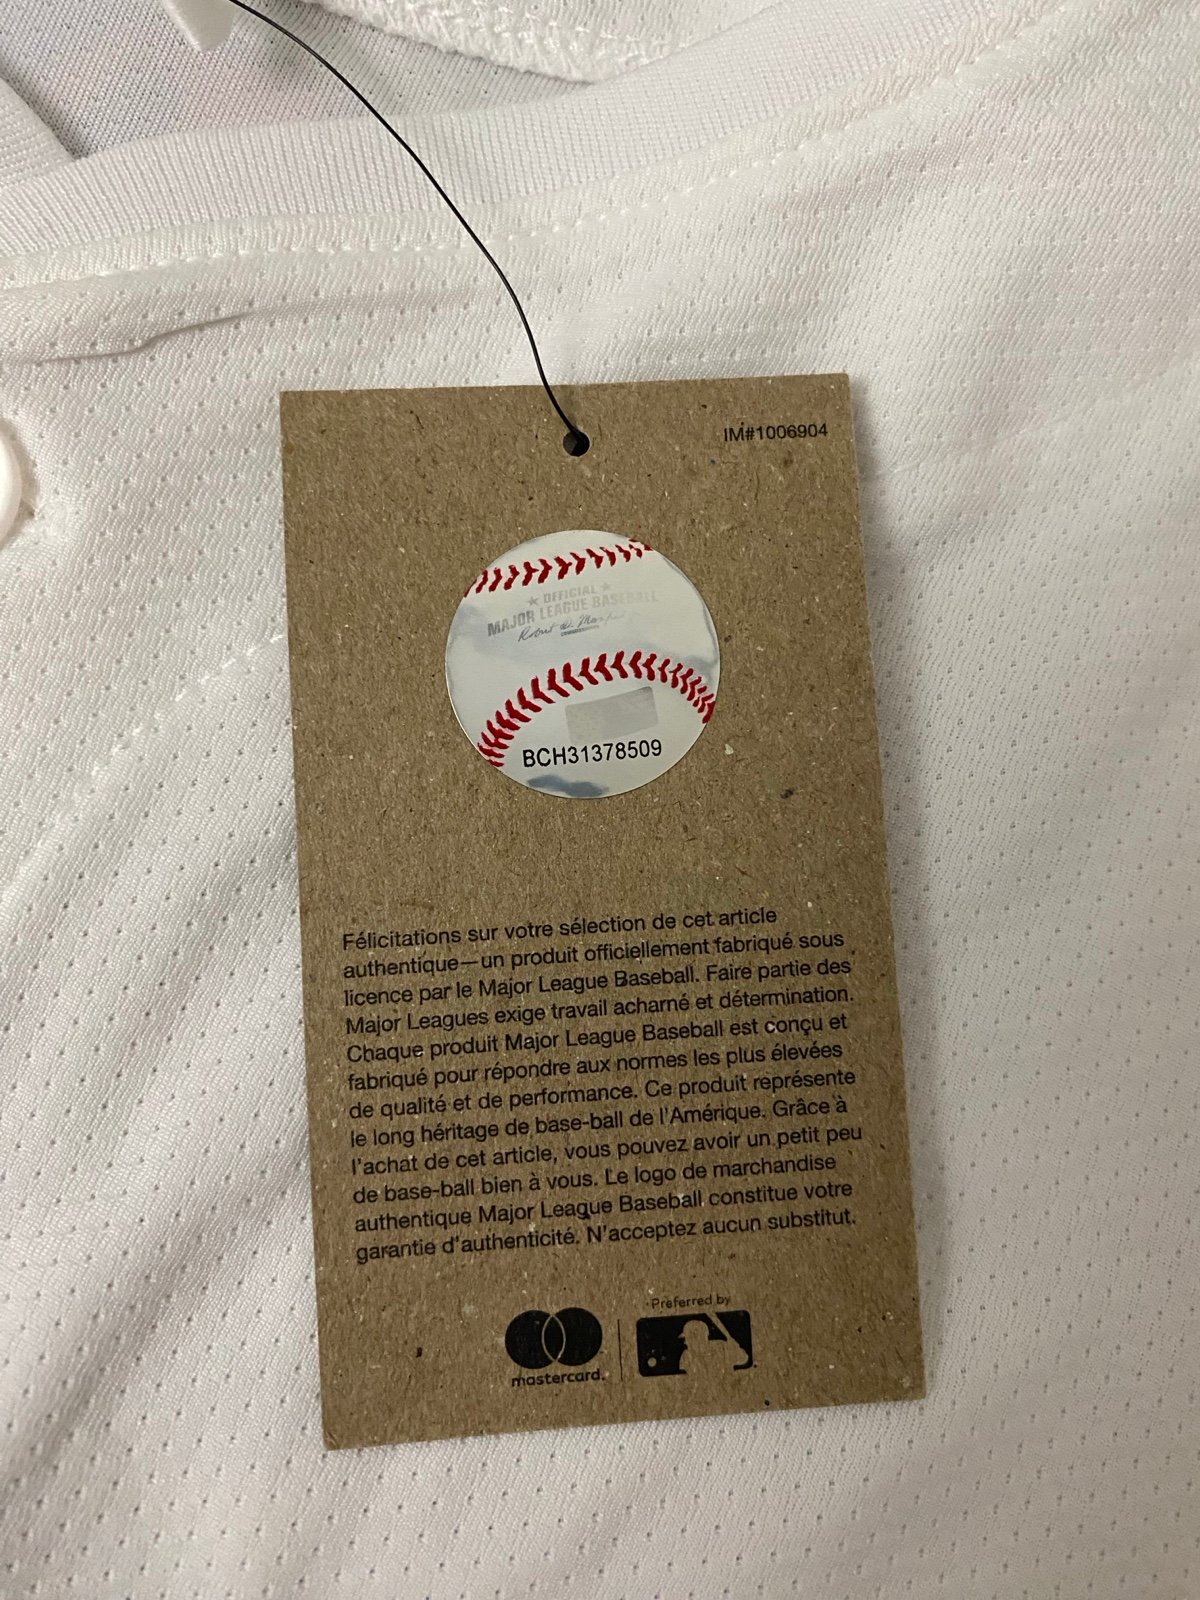 IM#1006904
★ OFFICIAL ★
MAJOR LEAGUE BASEBALL
BCH31378509
Félicitations sur votre sélection de cet article
authentique—un produit officiellement fabriqué sous
licence par le Major League Baseball. Faire partie des
Major Leagues exige travail acharné et détermination.
Chaque produit Major League Baseball est conçu et
fabriqué pour répondre aux normes les plus élevées
de qualité et de performance. Ce produit représente
le long héritage de base-ball de l'Amérique. Grâce à
l'achat de cet article, vous pouvez avoir un petit peu
de base-ball bien à vous. Le logo de marchandise
authentique Major League Baseball constitue votre
garantie d'authenticité. N'acceptez aucun substitut.
Preferred by
mastercard.